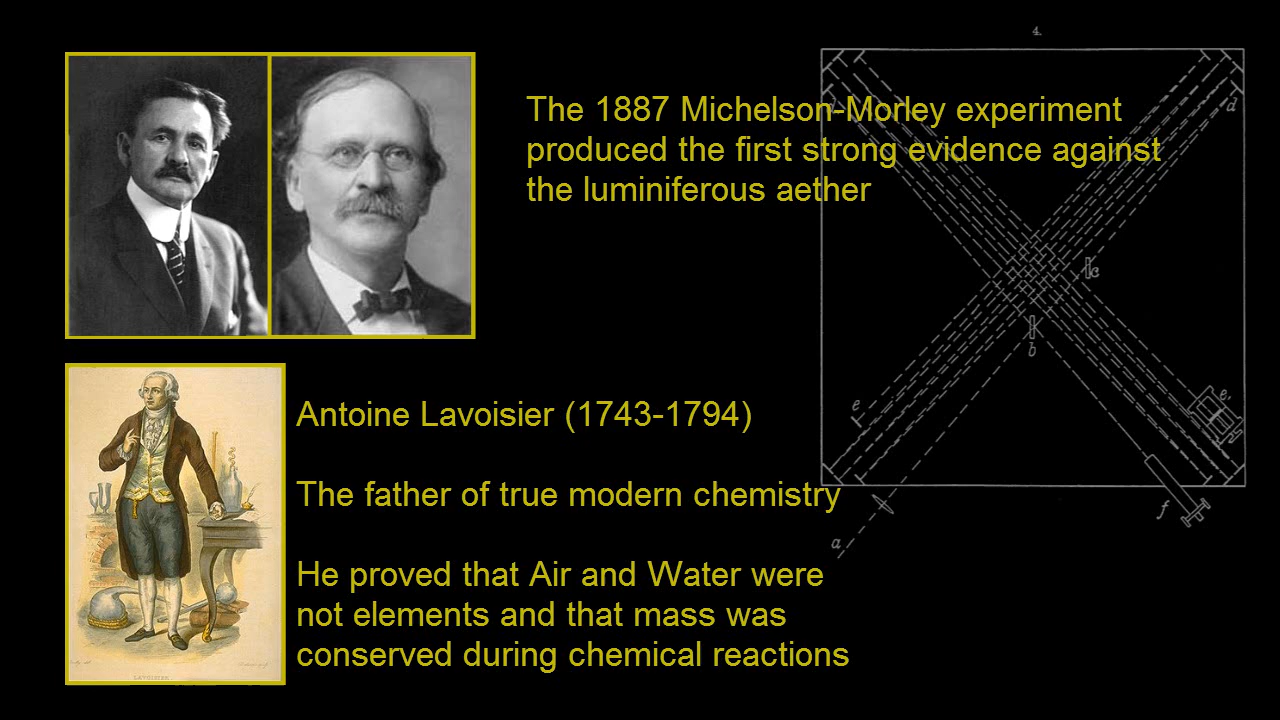 4.
The 1887 Michelson-Morley experiment
produced the first strong evidence against
the luminiferous aether
d
c
b
e
e,
f
a
Antoine Lavoisier (1743-1794)
The father of true modern chemistry
He proved that Air and Water were
not elements and that mass was
conserved during chemical reactions
LAVOISIER